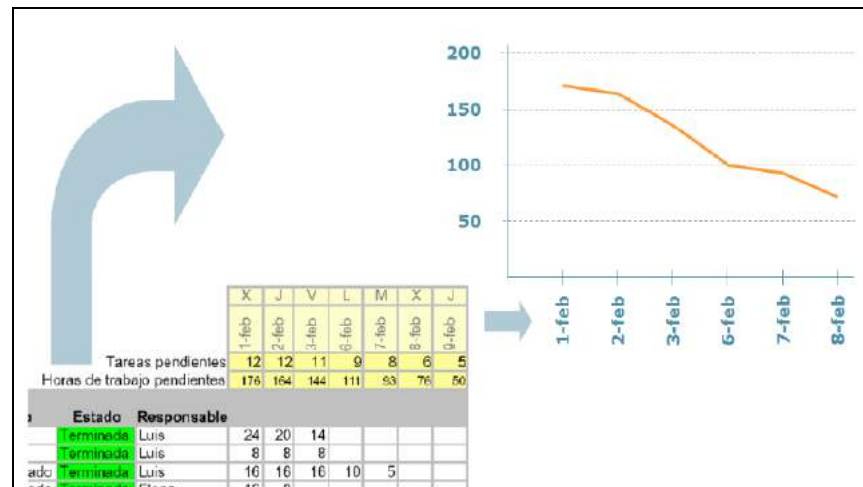 200
150
100
50
1-feb
2-feb
3-feb
6-feb
7-feb
8-feb
X J V L M X J
1-feb 2-feb 3-feb 6-feb 7-feb 8-feb 9-feb
Tareas pendientes 12 12 11 9 8 6 5
Horas de trabajo pendientes 176 164 144 111 93 76 50
Estado Responsable
Terminada Luis 24 20 14
Terminada Luis 8 8 8
ado Terminada Luis 16 16 16 10 5